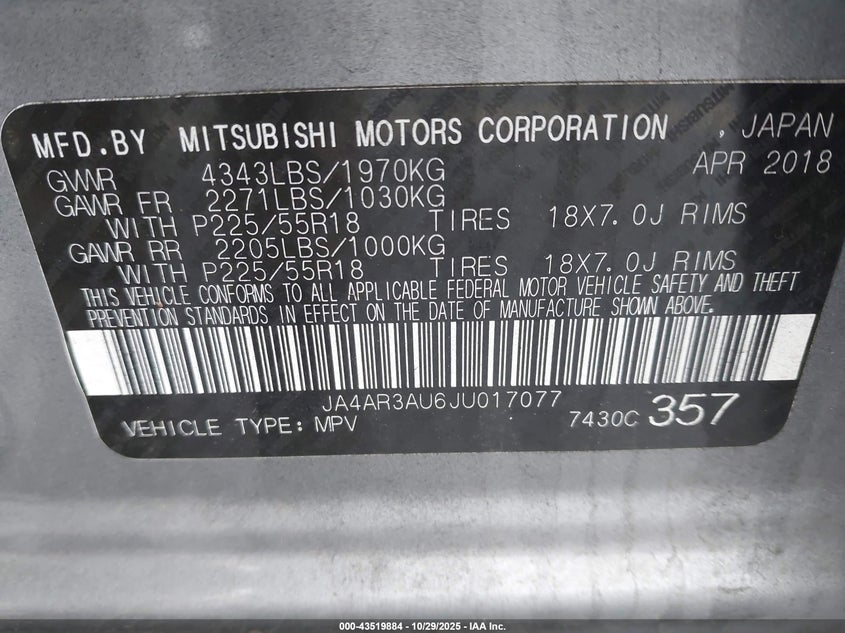 MFD.BY MITSUBISHI MOTORS CORPORATION , JAPAN
GVWR 4343LBS/1970KG APR 2018
GAWR FR 2271LBS/1030KG
WITH P225/55R18 TIRES 18X7.0J RIMS
GAWR RR 2205LBS/1000KG
WITH P225/55R18 TIRES 18X7.0J RIMS
THIS VEHICLE CONFORMS TO ALL APPLICABLE FEDERAL MOTOR VEHICLE SAFETY AND THEFT
PREVENTION STANDARDS IN EFFECT ON THE DATE OF MANUFACTURE SHOWN ABOVE.
JA4AR3AU6JU017077
VEHICLE TYPE: MPV 7430C 357
000-43519884 - 10/29/2025 - IAA Inc.